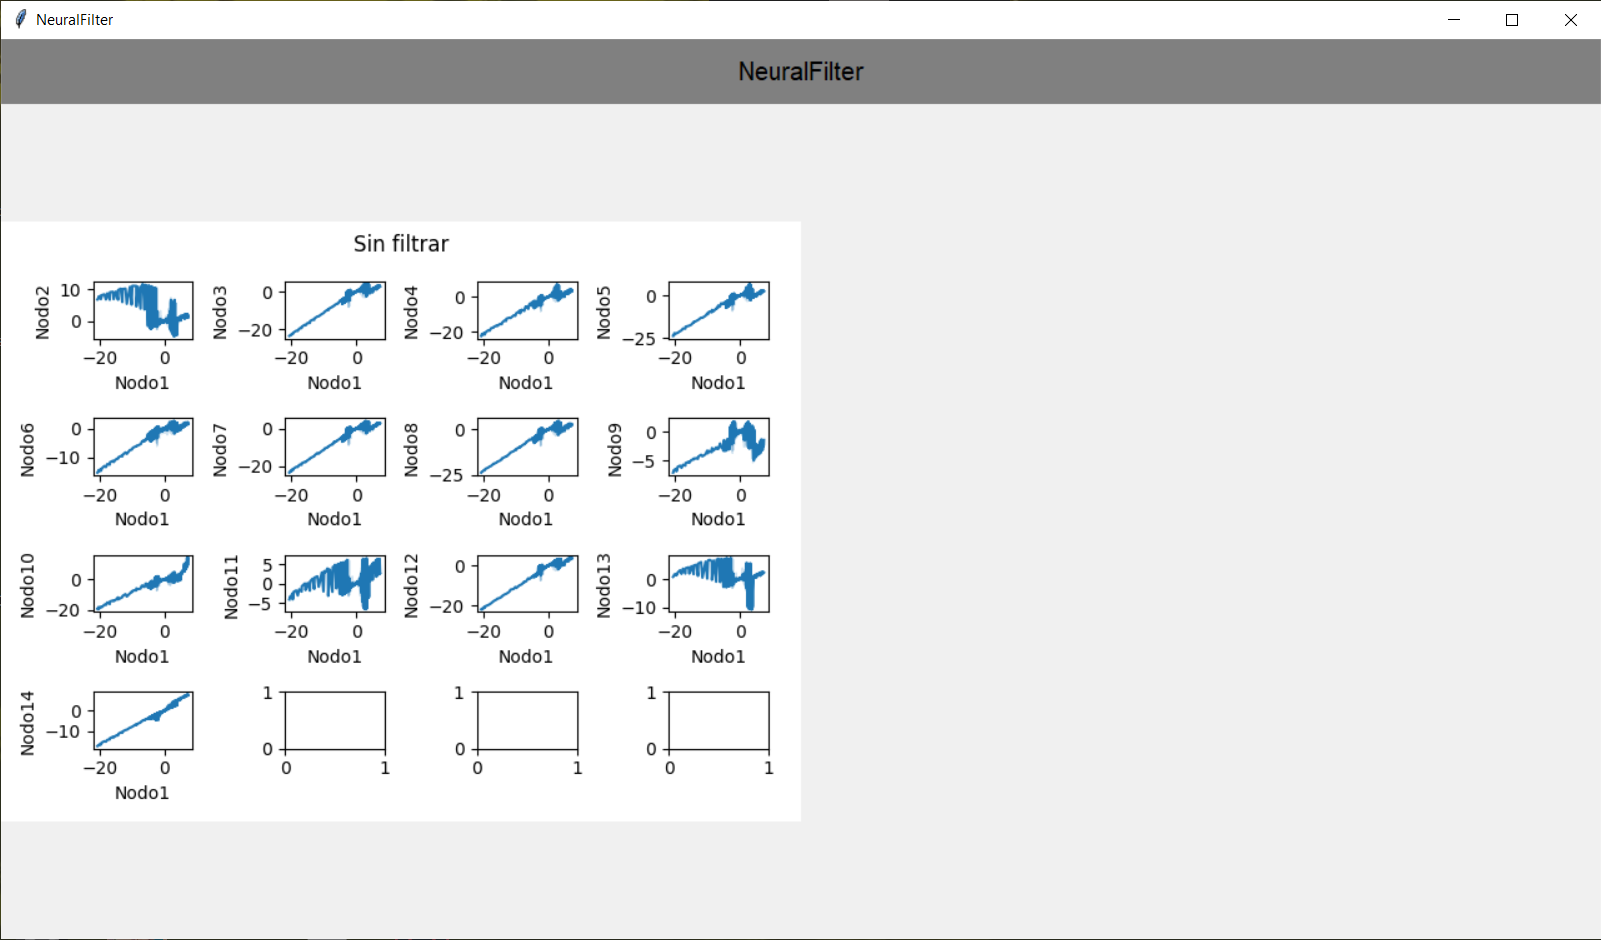 NeuralFilter
NeuralFilter
Sin filtrar
Nodo2 10 0 −20 0 Nodo1
Nodo3 0 −20 −20 0 Nodo1
Nodo4 0 −20 −20 0 Nodo1
Nodo5 0 −25 −20 0 Nodo1
Nodo6 0 −10 −20 0 Nodo1
Nodo7 0 −20 −20 0 Nodo1
Nodo8 0 −25 −20 0 Nodo1
Nodo9 0 −5 −20 0 Nodo1
Nodo10 0 −20 −20 0 Nodo1
Nodo11 5 0 −5 −20 0 Nodo1
Nodo12 0 −20 −20 0 Nodo1
Nodo13 0 −10 −20 0 Nodo1
Nodo14 0 −10 −20 0 Nodo1
1 0 0 1
1 0 0 1
1 0 0 1